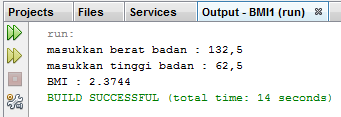 Projects Files Services Output - BMI1 (run)
run:
masukkan berat badan : 132,5
masukkan tinggi badan : 62,5
BMI : 2.3744
BUILD SUCCESSFUL (total time: 14 seconds)